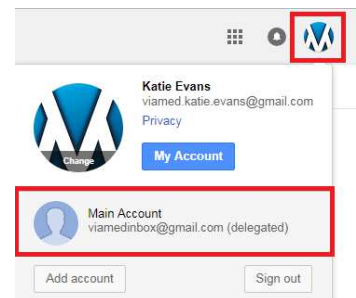 Katie Evans
viamed.katie.evans@gmail.com
Privacy
Change
My Account
Main Account
viamedinbox@gmail.com (delegated)
Add account
Sign out